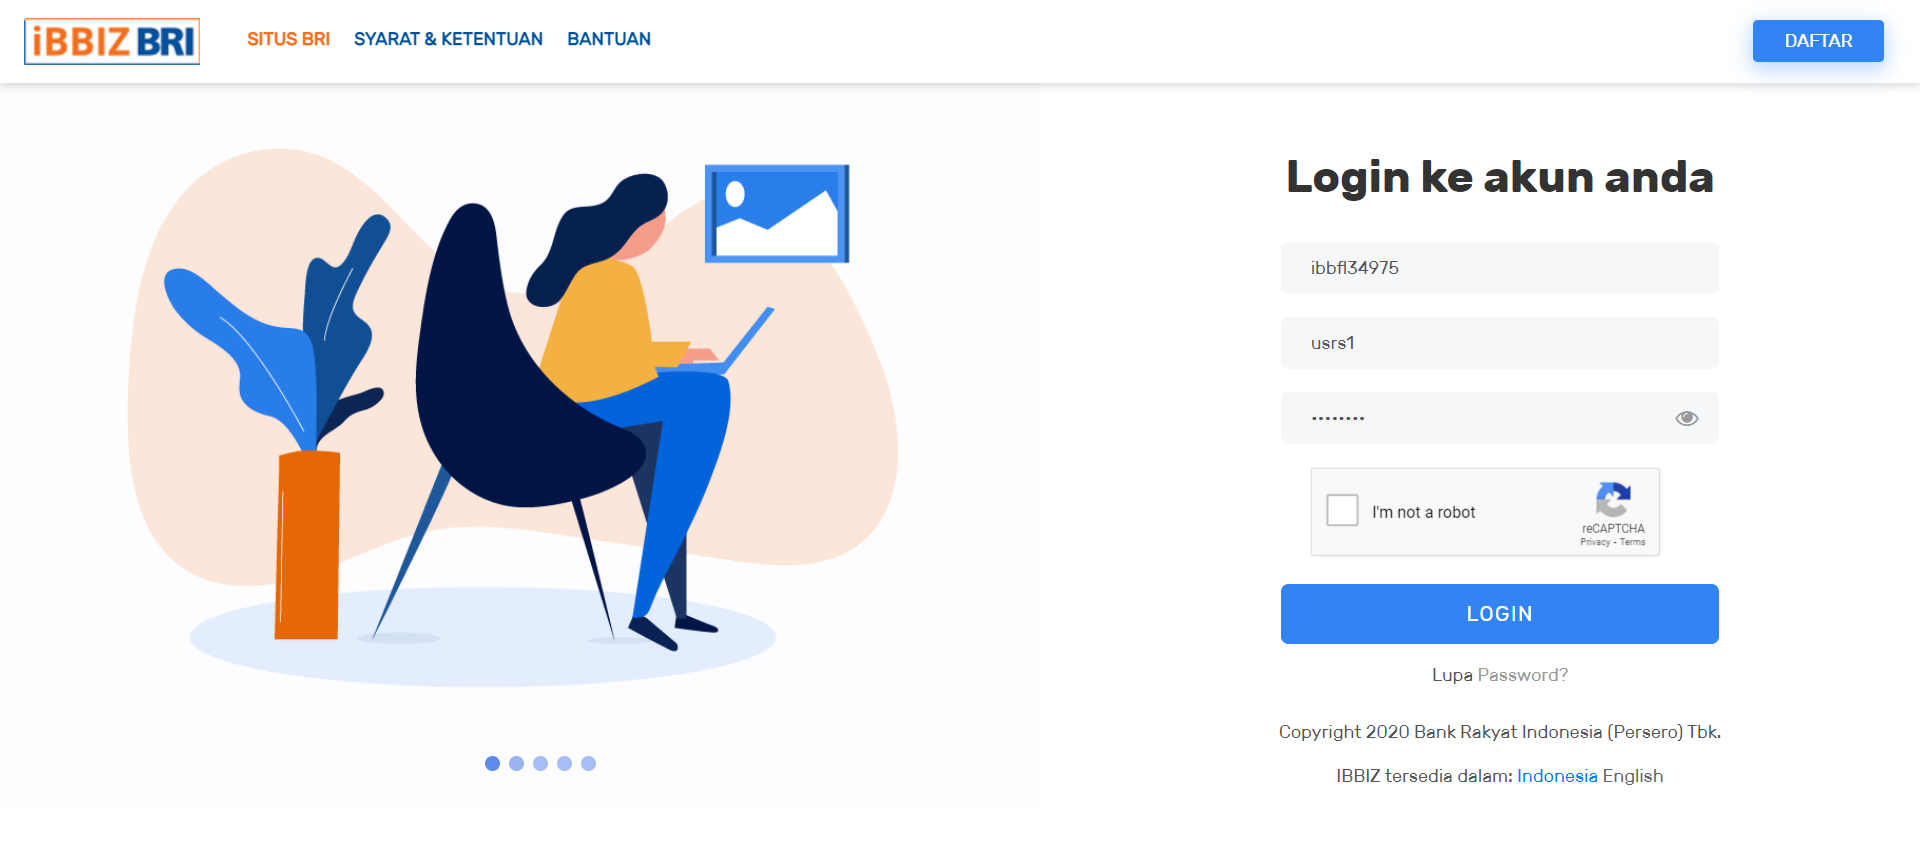 iBBIZ BRI
SITUS BRI SYARAT & KETENTUAN BANTUAN
DAFTAR
Login ke akun anda
ibbfl34975
usrs1
••••••••
I'm not a robot
reCAPTCHA
Privacy - Terms
LOGIN
Lupa Password?
Copyright 2020 Bank Rakyat Indonesia (Persero) Tbk.
IBBIZ tersedia dalam: Indonesia English